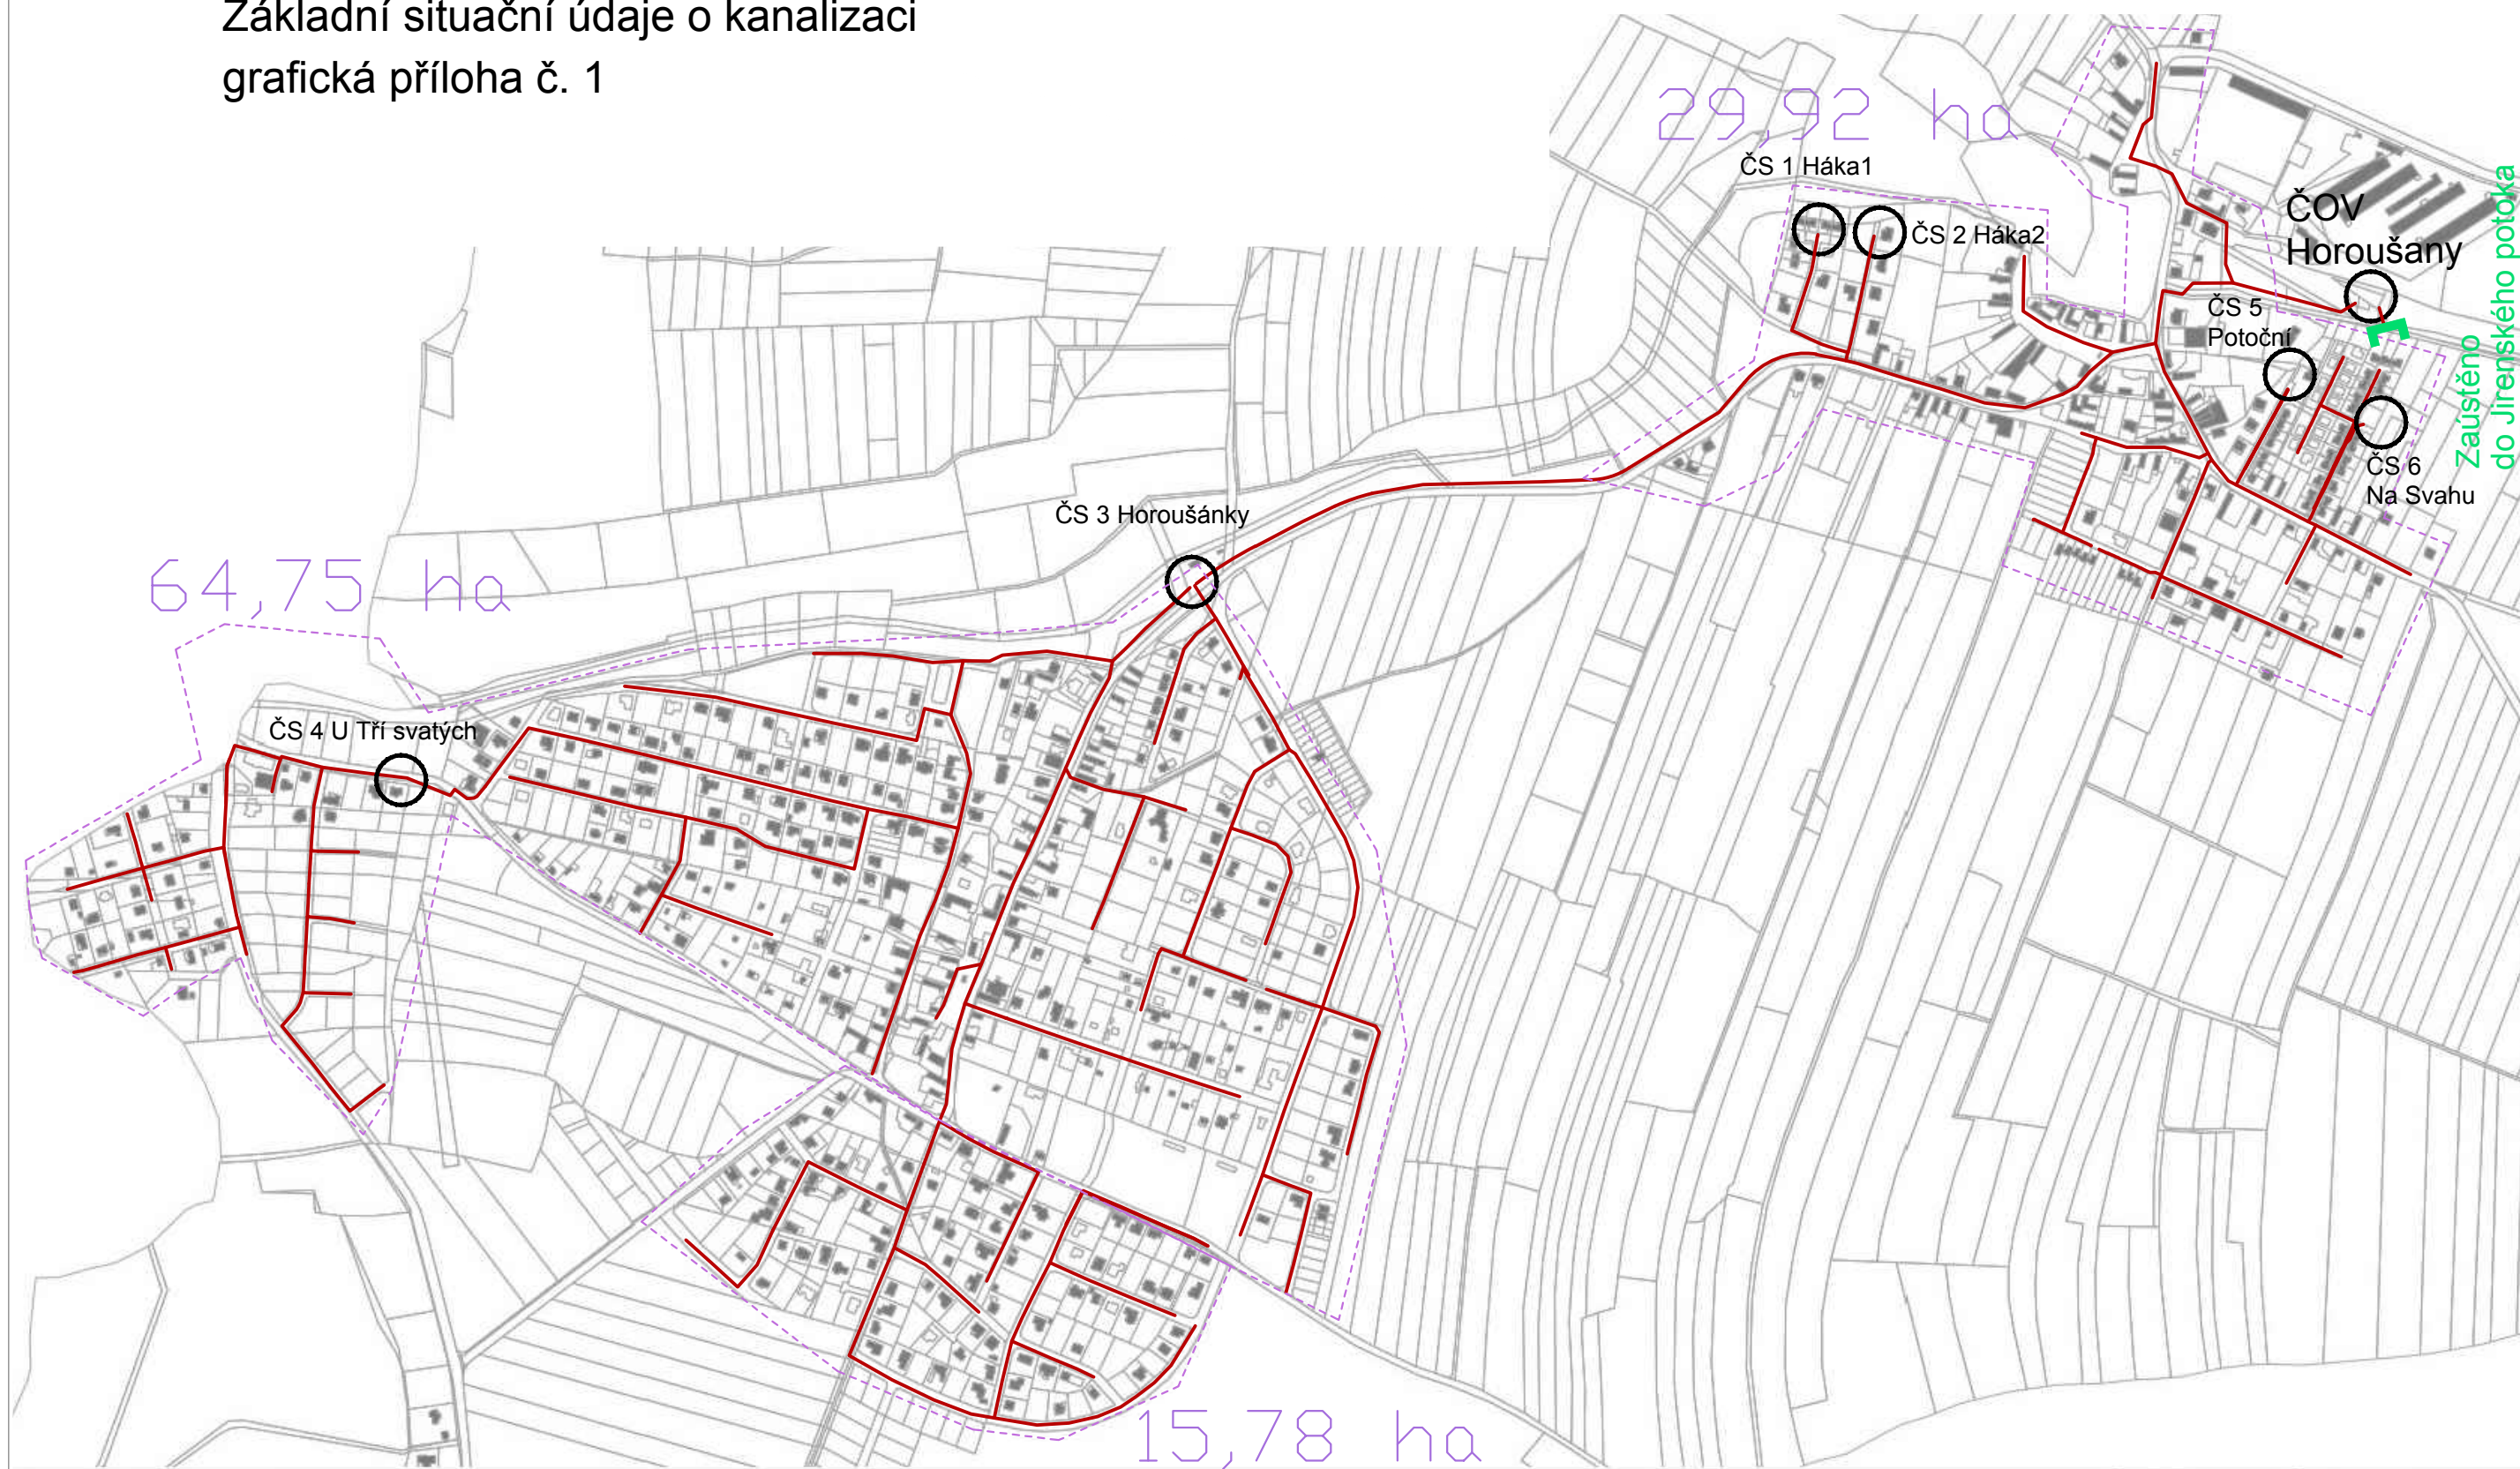 Základní situační údaje o kanalizaci
grafická příloha č. 1
29,92 ha
ČS 1 Háka1
ČS 2 Háka2
ČOV
Horoušany
Zaústěno
do Jirenského potoka
ČS 5
Potoční
ČS 6
Na Svahu
ČS 3 Horoušánky
64,75 ha
ČS 4 U Tří svatých
15,78 ha